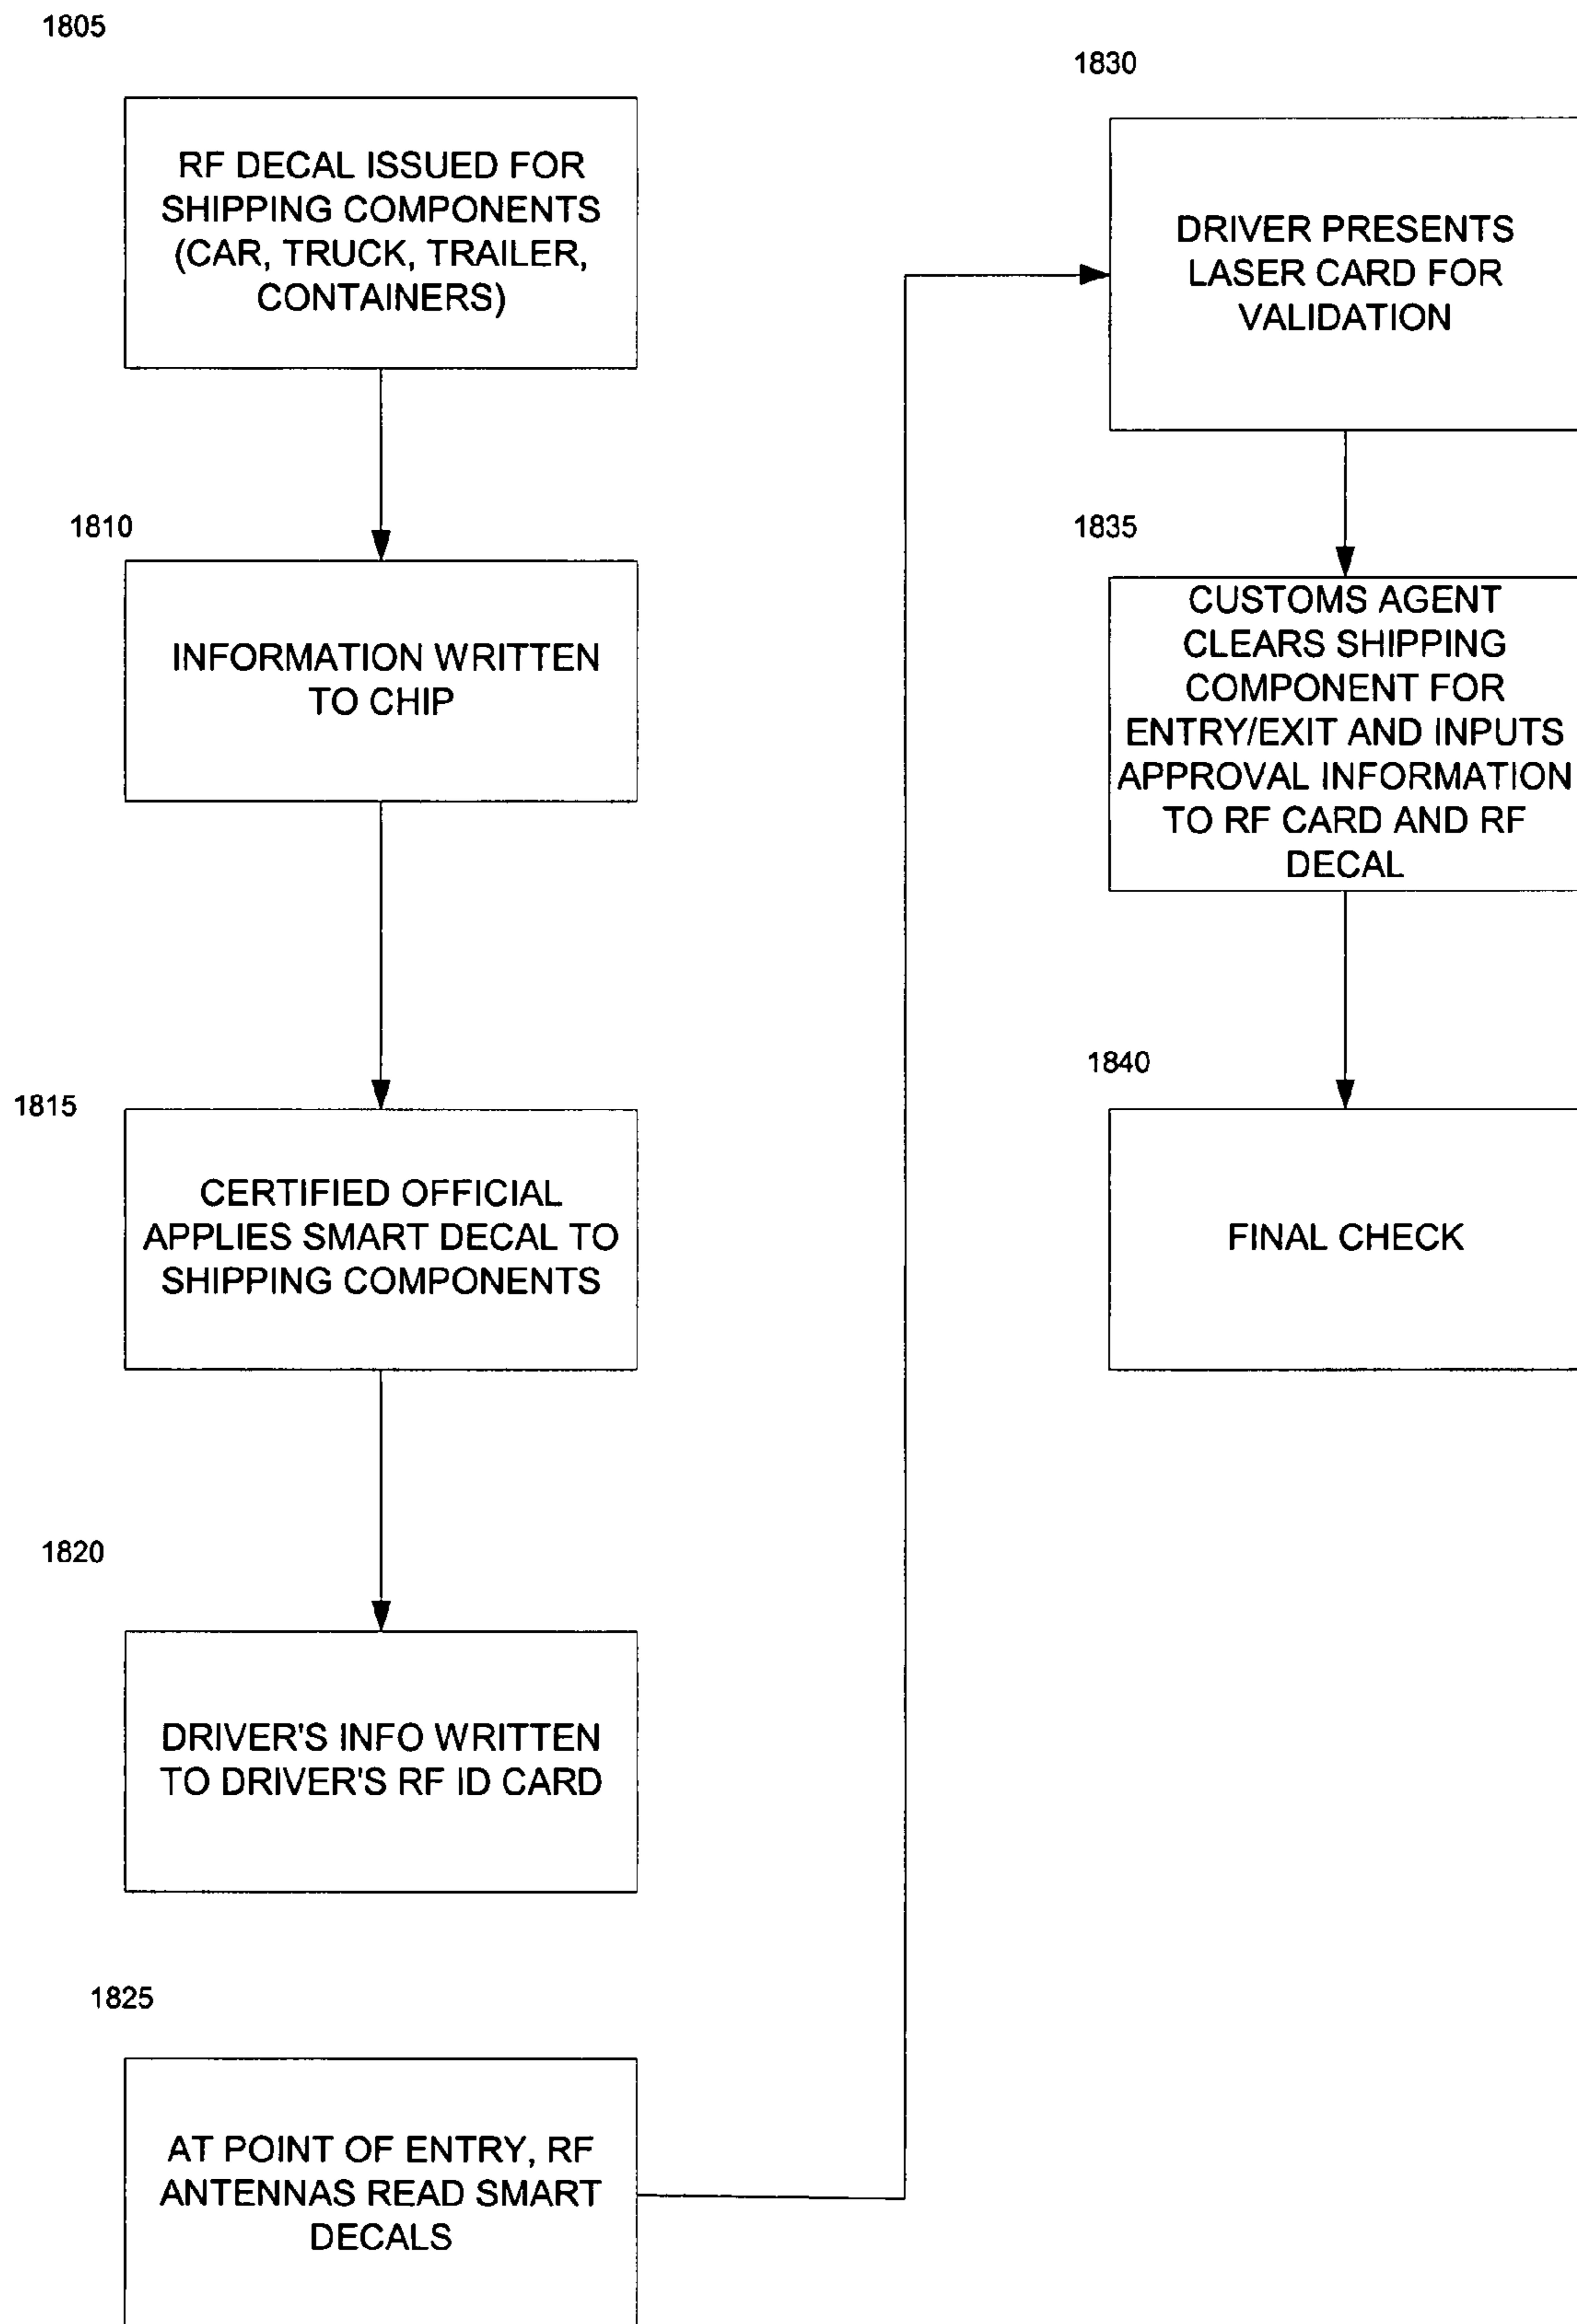 1805
RF DECAL ISSUED FOR
SHIPPING COMPONENTS
(CAR, TRUCK, TRAILER,
CONTAINERS)
1810
INFORMATION WRITTEN
TO CHIP
1815
CERTIFIED OFFICIAL
APPLIES SMART DECAL TO
SHIPPING COMPONENTS
1820
DRIVER'S INFO WRITTEN
TO DRIVER'S RF ID CARD
1825
AT POINT OF ENTRY, RF
ANTENNAS READ SMART
DECALS
1830
DRIVER PRESENTS
LASER CARD FOR
VALIDATION
1835
CUSTOMS AGENT
CLEARS SHIPPING
COMPONENT FOR
ENTRY/EXIT AND INPUTS
APPROVAL INFORMATION
TO RF CARD AND RF
DECAL
1840
FINAL CHECK